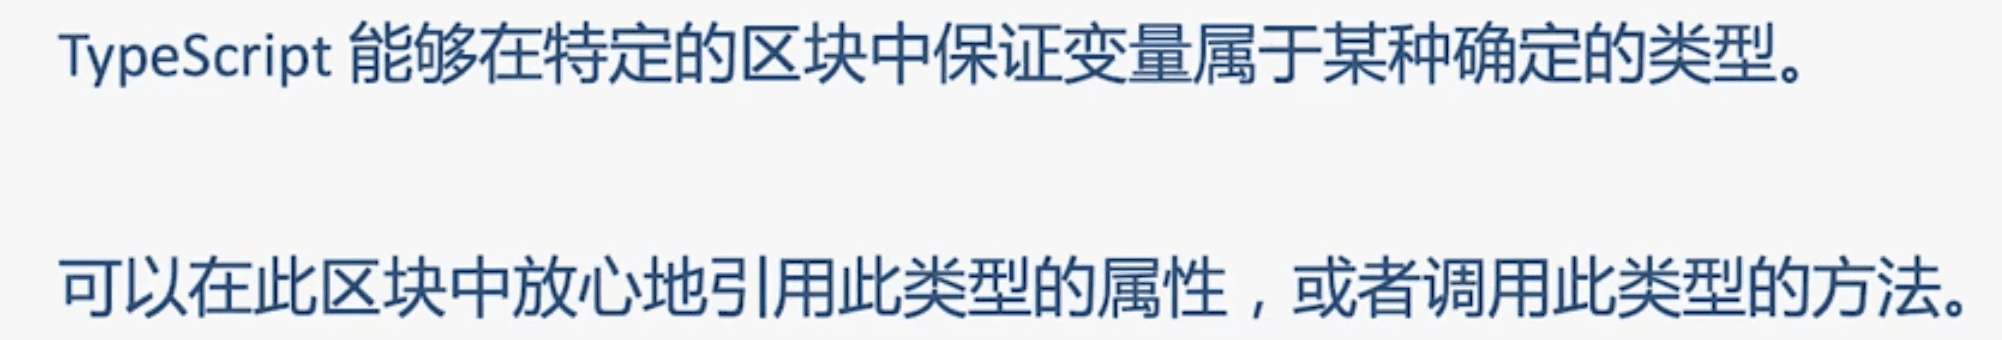 TypeScript 能够在特定的区块中保证变量属于某种确定的类型。
可以在此区块中放心地引用此类型的属性，或者调用此类型的方法。